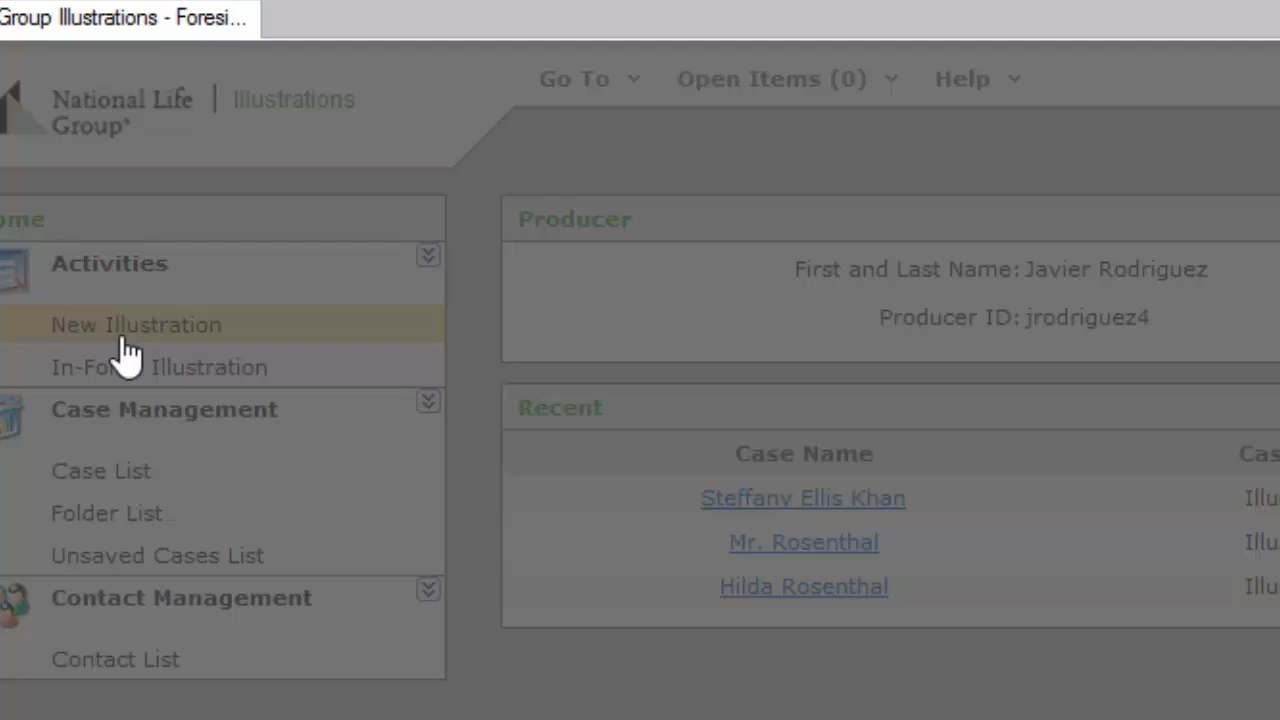 Group Illustrations - Foresi...
Go To
Open Items (0)
Help
National Life
Group®
Illustrations
ome
Producer
Activities
First and Last Name: Javier Rodriguez
New Illustration
Producer ID: jrodriguez4
In-Fo Illustration
Recent
Case Management
Case Name
Cas
Case List
Steffany Ellis Khan
Illu
Folder List
Mr. Rosenthal
Illu
Unsaved Cases List
Hilda Rosenthal
Illu
Contact Management
Contact List